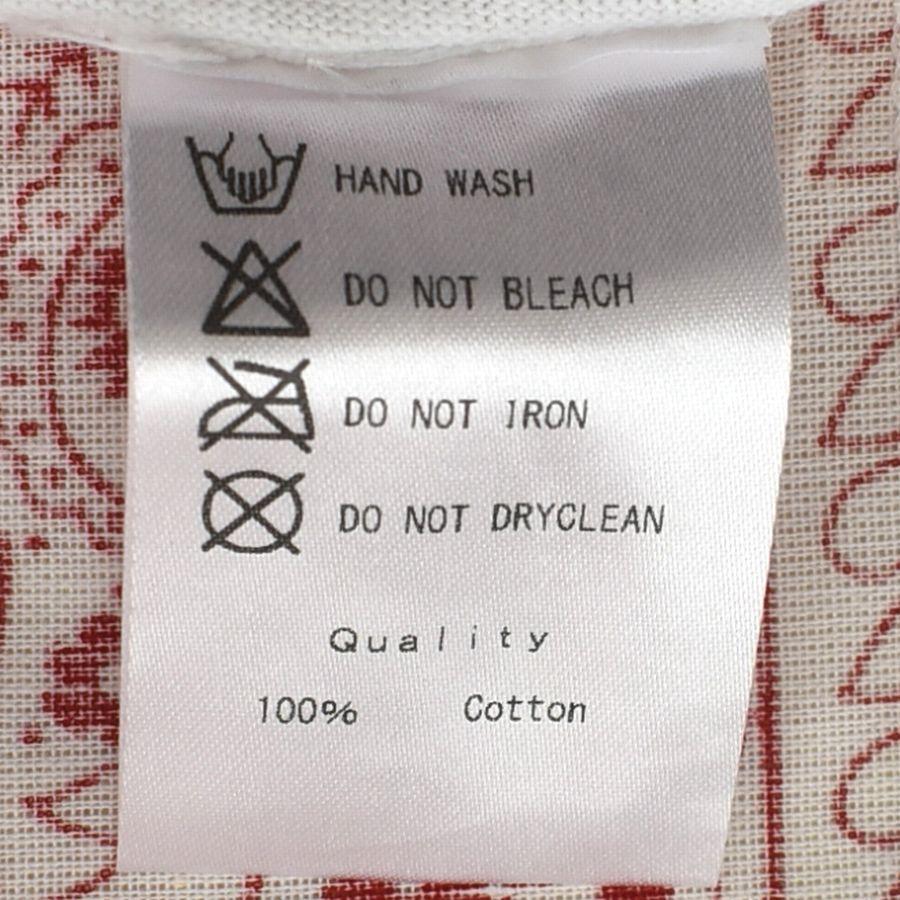 HAND WASH
DO NOT BLEACH
DO NOT IRON
DO NOT DRYCLEAN
Quality
100% Cotton